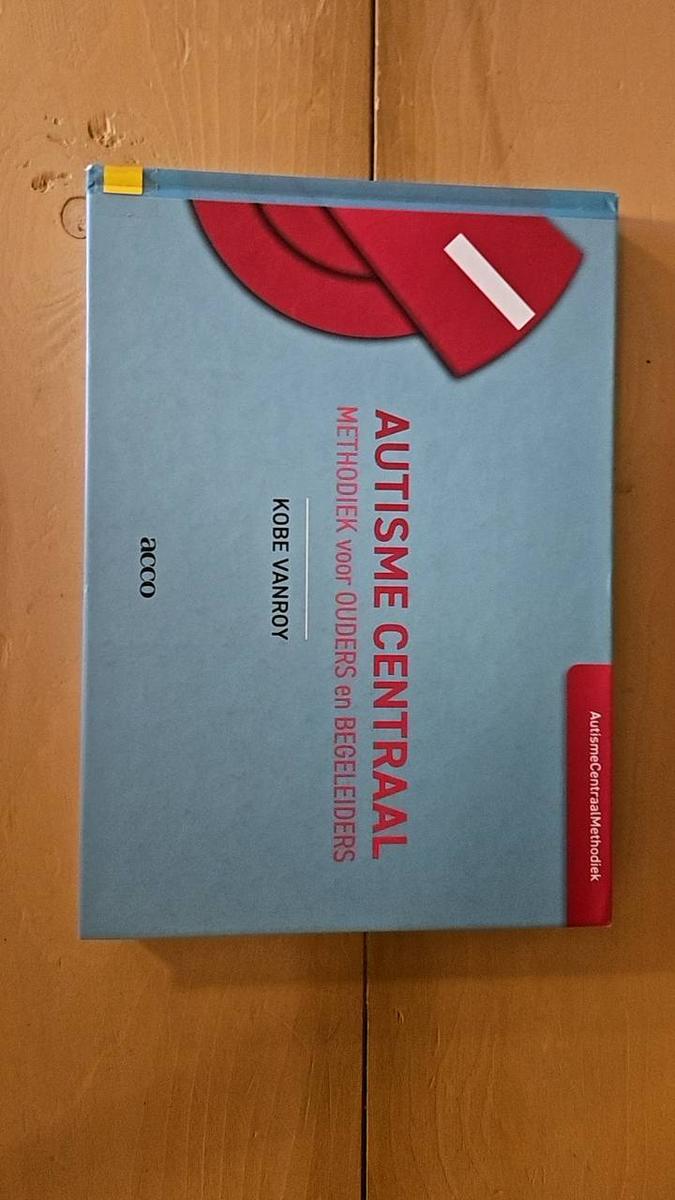 AutismeCentraalMethodiek
AUTISME CENTRAAL
METHODIEK voor OUDERS en BEGELEIDERS
KOBE VANROY
acco